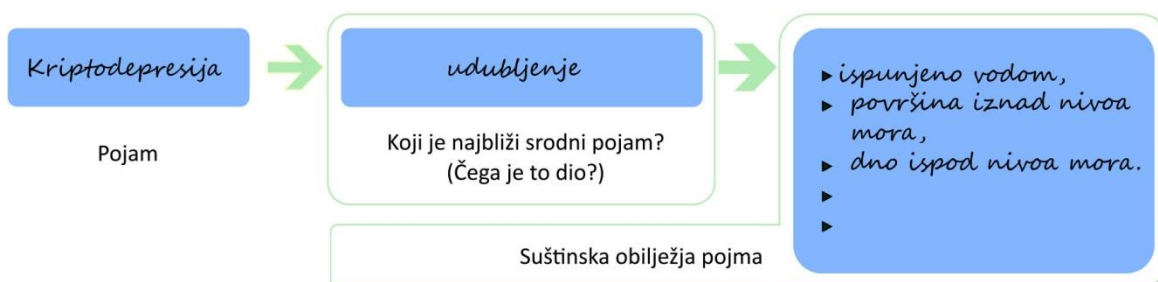 Kriptodepresija
Pojam
udubljenje
Koji je najbliži srodni pojam?
(Čega je to dio?)
▸ ispunjeno vodom,
▸ površina iznad nivoa
mora,
▸ dno ispod nivoa mora.
▸
▸
Suštinska obilježja pojma